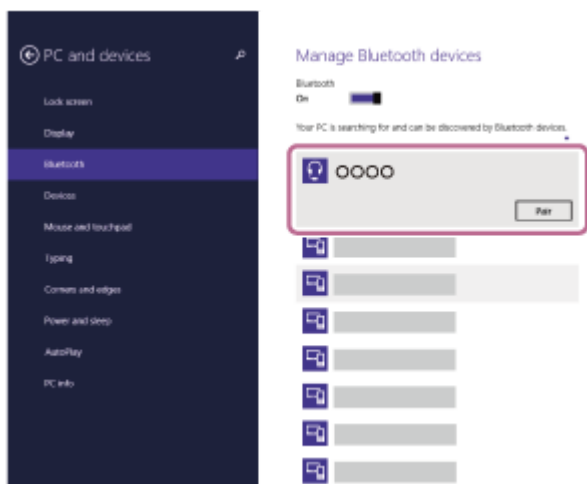 PC and devices
Lock screen
Display
Bluetooth
Devices
Mouse and touchpad
Typing
Corners and edges
Power and sleep
AutoPlay
PC info
Manage Bluetooth devices
Bluetooth
On
Your PC is searching for and can be discovered by Bluetooth devices.
OOOO
Pair